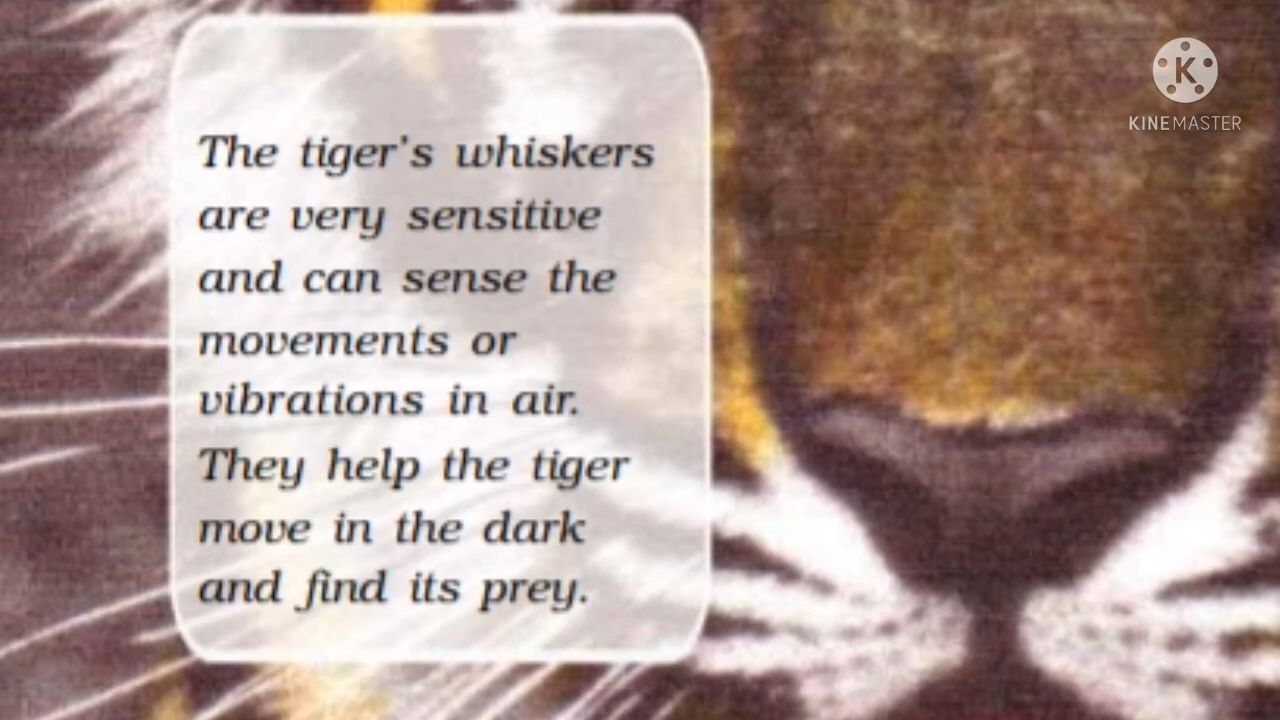 The tiger's whiskers
are very sensitive
and can sense the
movements or
vibrations in air.
They help the tiger
move in the dark
and find its prey.
K
KINEMASTER